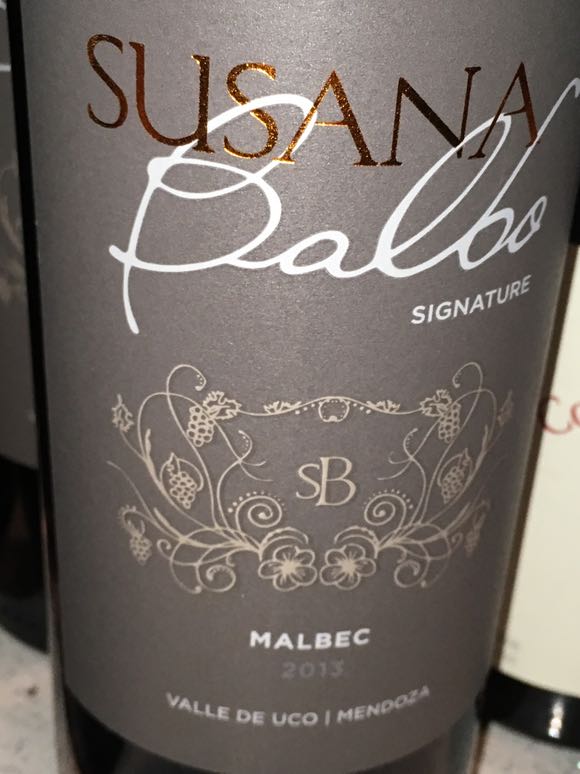 SUSANA
Balbo
SIGNATURE
SB
MALBEC
2013
VALLE DE UCO | MENDOZA